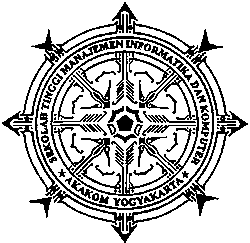 SEKOLAH TINGGI MANAJEMEN INFORMATIKA DAN KOMPUTER
* AKAKOM YOGYAKARTA *